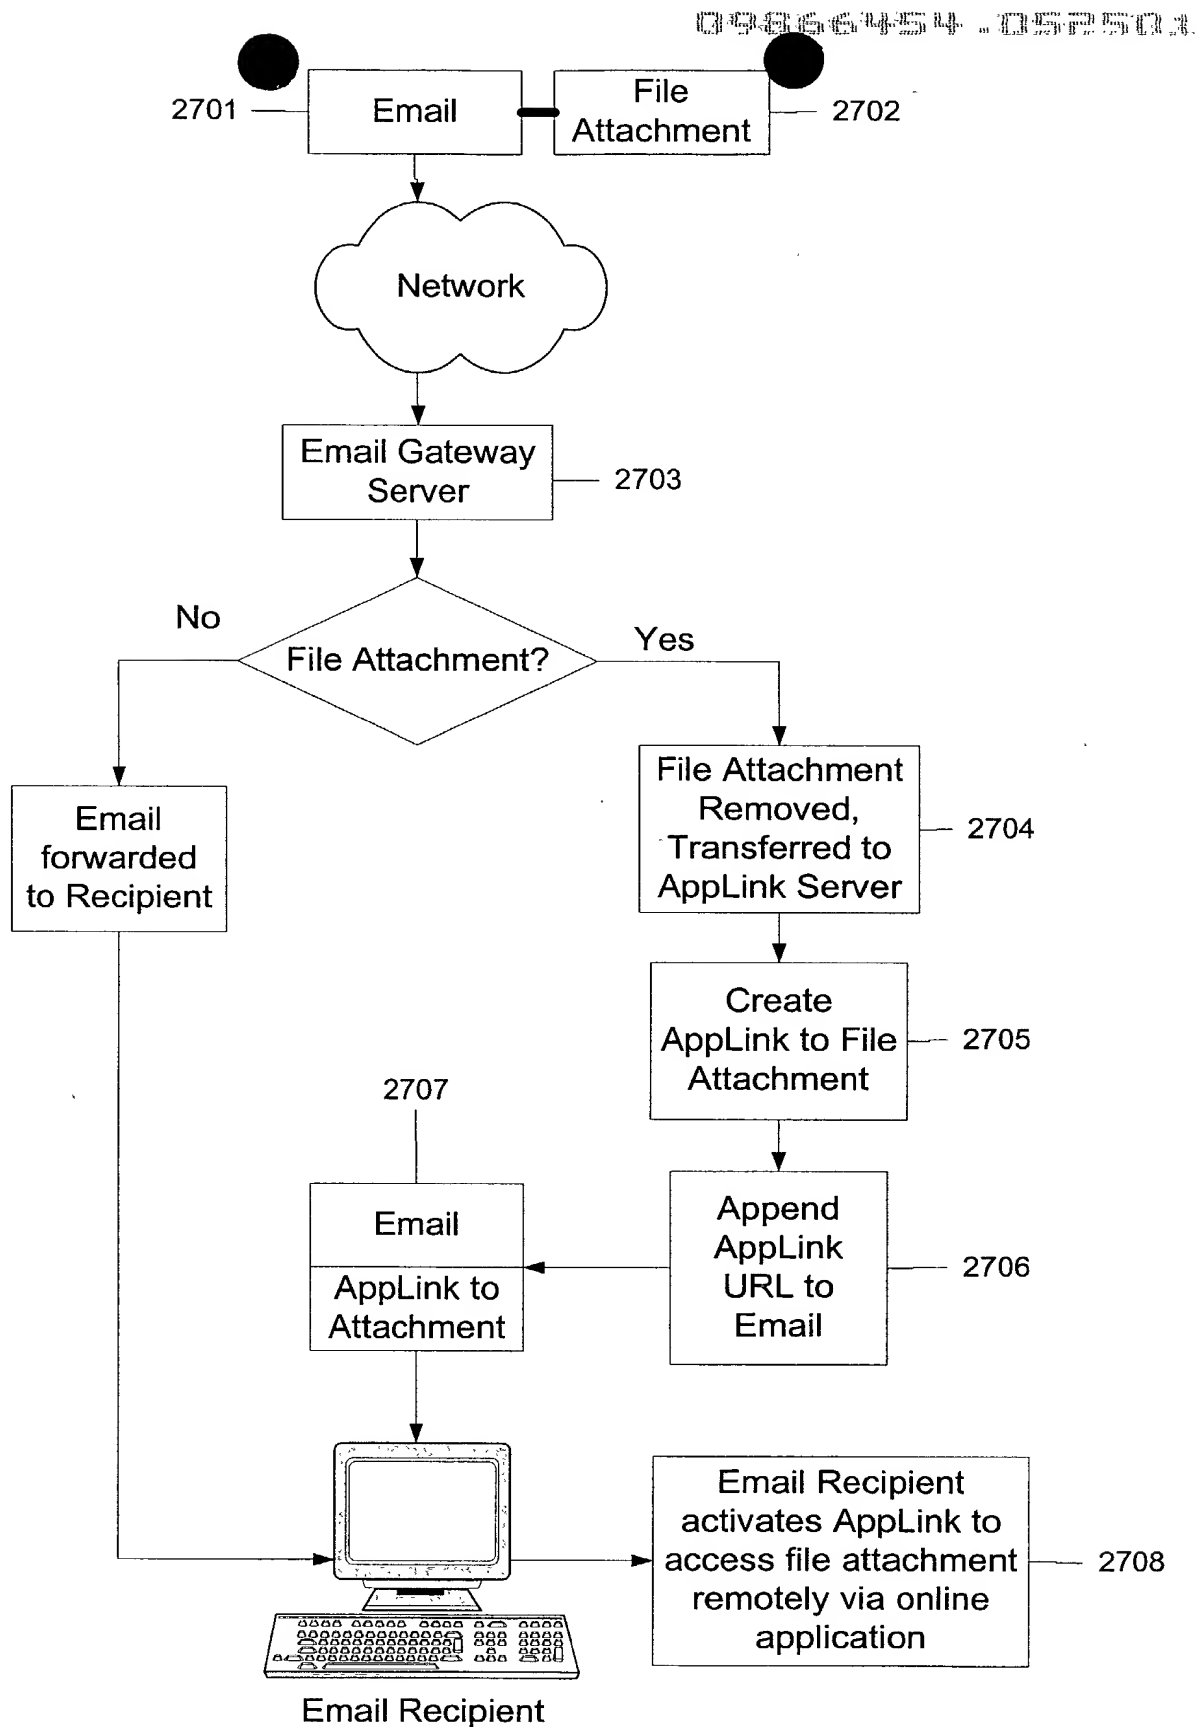 09866454.052501
2701
Email
File
Attachment
2702
Network
Email Gateway
Server
2703
No
File Attachment?
Yes
Email
forwarded
to Recipient
File Attachment
Removed,
Transferred to
AppLink Server
2704
Create
AppLink to File
Attachment
2705
2707
Email
AppLink to
Attachment
Append
AppLink
URL to
Email
2706
Email Recipient
activates AppLink to
access file attachment
remotely via online
application
2708
Email Recipient